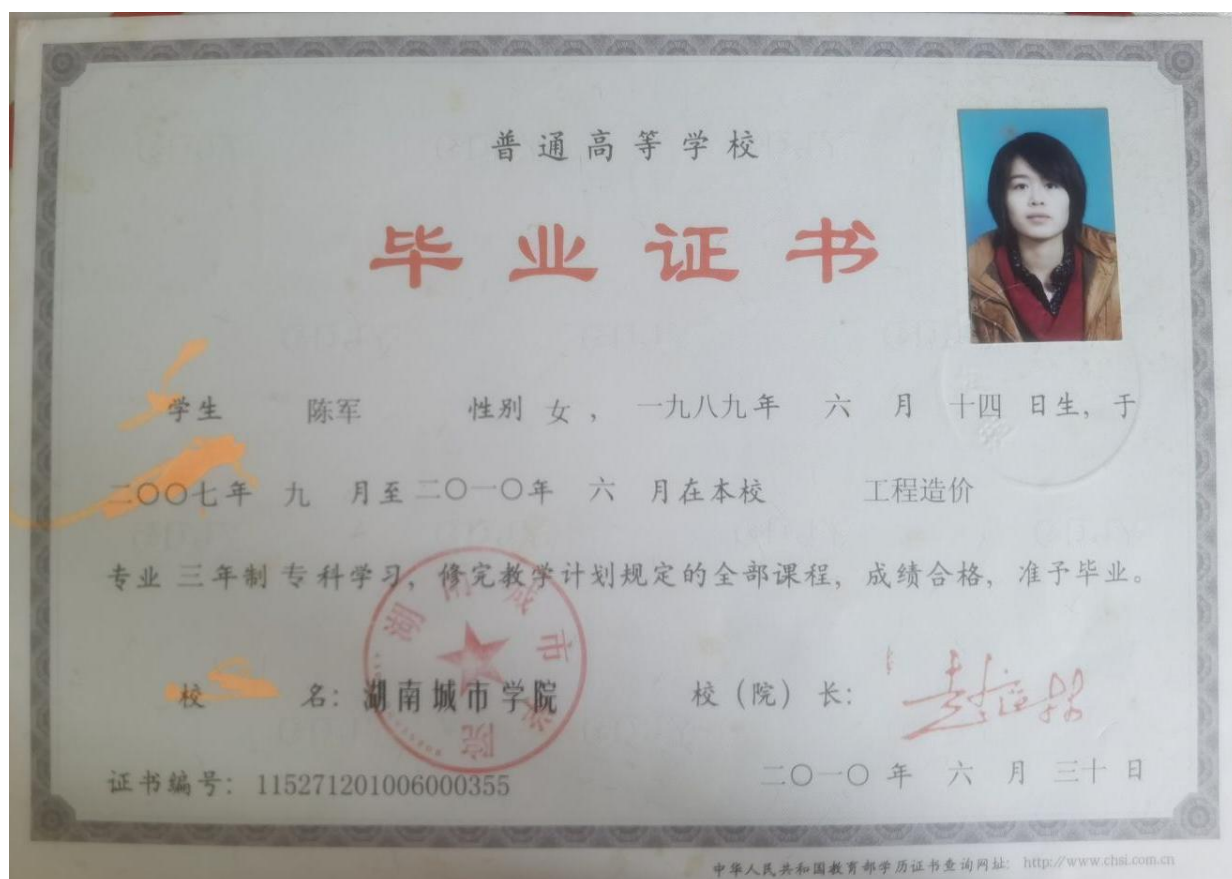 普通高等学校
毕业证书
学生 陈军 性别 女， 一九八九年 六 月 十四 日生，于
二〇〇七年 九 月至二〇一〇年 六 月在本校 工程造价
专业 三年制 专科学习，修完教学计划规定的全部课程，成绩合格，准予毕业。
校 名：湖南城市学院 校（院）长：
湖南城市学院
证书编号：115271201006000355 二〇一〇年 六 月 三十 日
中华人民共和国教育部学历证书查询网址：http://www.chsi.com.cn